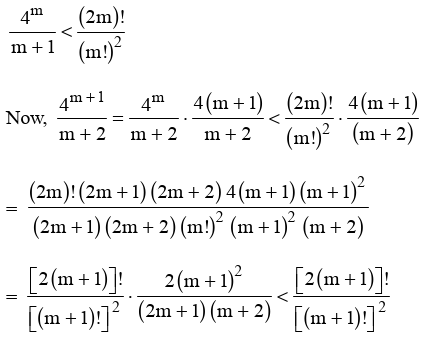 4^m/(m+1) < (2m)!/(m!)^2
Now, 4^(m+1)/(m+2) = 4^m/(m+2) · 4(m+1)/(m+2) < (2m)!/(m!)^2 · 4(m+1)/(m+2)
= (2m)!(2m+1)(2m+2)4(m+1)(m+1)^2/((2m+1)(2m+2)(m!)^2(m+1)^2(m+2))
= [2(m+1)]!/[(m+1)!]^2 · 2(m+1)^2/((2m+1)(m+2)) < [2(m+1)]!/[(m+1)!]^2